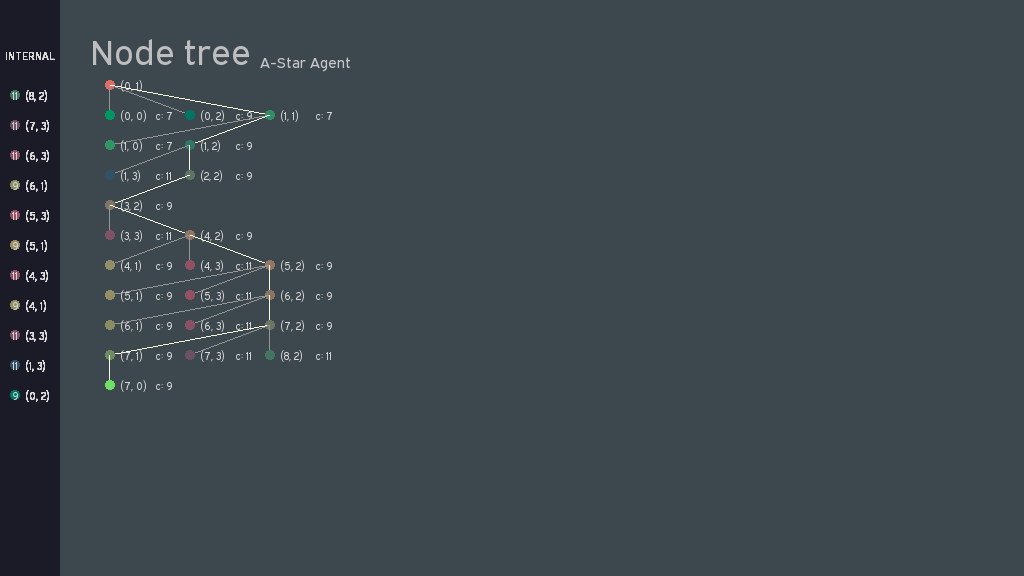 INTERNAL
11 (8, 2)
11 (7, 3)
11 (6, 3)
9 (6, 1)
11 (5, 3)
9 (5, 1)
11 (4, 3)
9 (4, 1)
11 (3, 3)
11 (1, 3)
9 (0, 2)
Node tree A-Star Agent
(0, 1)
(0, 0) c: 7 (0, 2) c: 9 (1, 1) c: 7
(1, 0) c: 7 (1, 2) c: 9
(1, 3) c: 11 (2, 2) c: 9
(3, 2) c: 9
(3, 3) c: 11 (4, 2) c: 9
(4, 1) c: 9 (4, 3) c: 11 (5, 2) c: 9
(5, 1) c: 9 (5, 3) c: 11 (6, 2) c: 9
(6, 1) c: 9 (6, 3) c: 11 (7, 2) c: 9
(7, 1) c: 9 (7, 3) c: 11 (8, 2) c: 11
(7, 0) c: 9